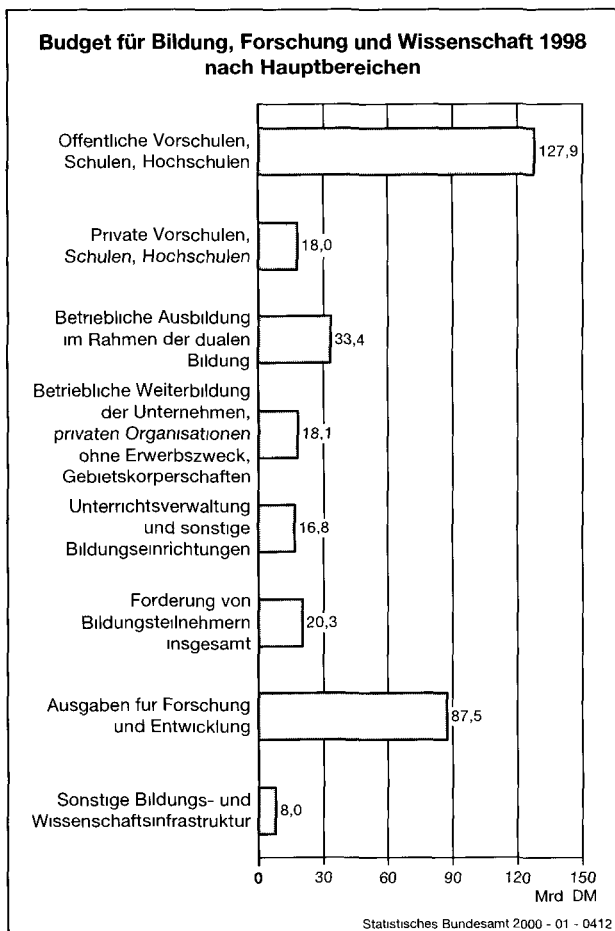 Budget für Bildung, Forschung und Wissenschaft 1998
nach Hauptbereichen
Offentliche Vorschulen,
Schulen, Hochschulen
127,9
Private Vorschulen,
Schulen, Hochschulen
18,0
Betriebliche Ausbildung
im Rahmen der dualen
Bildung
33,4
Betriebliche Weiterbildung
der Unternehmen,
privaten Organisationen
ohne Erwerbszweck,
Gebietskorperschaften
18,1
Unterrichtsverwaltung
und sonstige
Bildungseinrichtungen
16,8
Forderung von
Bildungsteilnehmern
insgesamt
20,3
Ausgaben fur Forschung
und Entwicklung
87,5
Sonstige Bildungs- und
Wissenschaftsinfrastruktur
8,0
0 30 60 90 120 150
Mrd DM
Statistisches Bundesamt 2000 - 01 - 0412